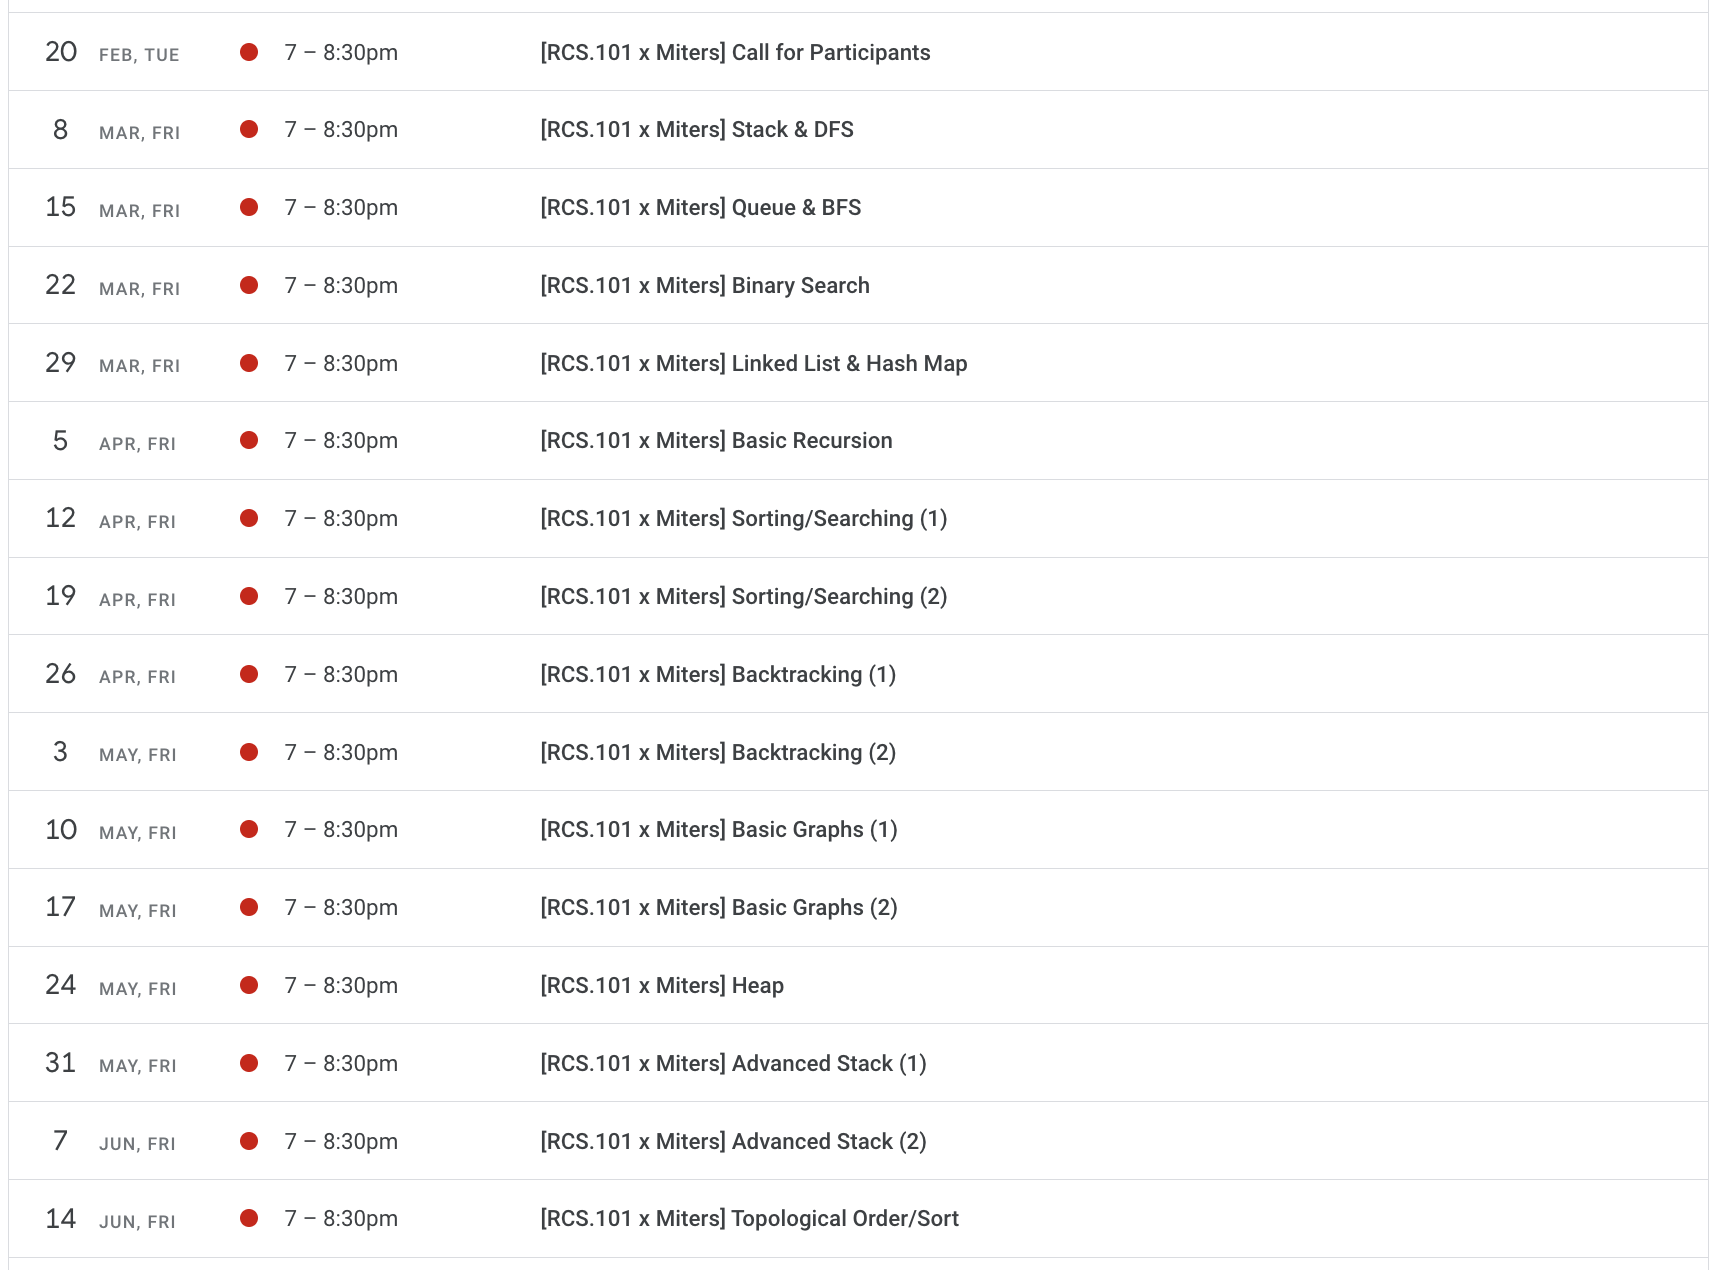 20 FEB, TUE 7 – 8:30pm [RCS.101 x Miters] Call for Participants
8 MAR, FRI 7 – 8:30pm [RCS.101 x Miters] Stack & DFS
15 MAR, FRI 7 – 8:30pm [RCS.101 x Miters] Queue & BFS
22 MAR, FRI 7 – 8:30pm [RCS.101 x Miters] Binary Search
29 MAR, FRI 7 – 8:30pm [RCS.101 x Miters] Linked List & Hash Map
5 APR, FRI 7 – 8:30pm [RCS.101 x Miters] Basic Recursion
12 APR, FRI 7 – 8:30pm [RCS.101 x Miters] Sorting/Searching (1)
19 APR, FRI 7 – 8:30pm [RCS.101 x Miters] Sorting/Searching (2)
26 APR, FRI 7 – 8:30pm [RCS.101 x Miters] Backtracking (1)
3 MAY, FRI 7 – 8:30pm [RCS.101 x Miters] Backtracking (2)
10 MAY, FRI 7 – 8:30pm [RCS.101 x Miters] Basic Graphs (1)
17 MAY, FRI 7 – 8:30pm [RCS.101 x Miters] Basic Graphs (2)
24 MAY, FRI 7 – 8:30pm [RCS.101 x Miters] Heap
31 MAY, FRI 7 – 8:30pm [RCS.101 x Miters] Advanced Stack (1)
7 JUN, FRI 7 – 8:30pm [RCS.101 x Miters] Advanced Stack (2)
14 JUN, FRI 7 – 8:30pm [RCS.101 x Miters] Topological Order/Sort